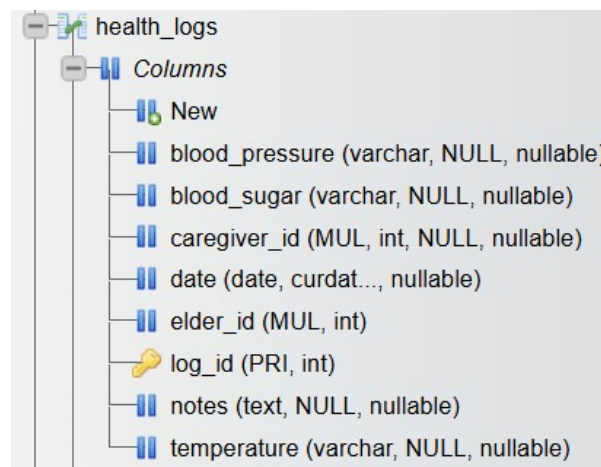 health_logs
Columns
New
blood_pressure (varchar, NULL, nullable)
blood_sugar (varchar, NULL, nullable)
caregiver_id (MUL, int, NULL, nullable)
date (date, curdat..., nullable)
elder_id (MUL, int)
log_id (PRI, int)
notes (text, NULL, nullable)
temperature (varchar, NULL, nullable)